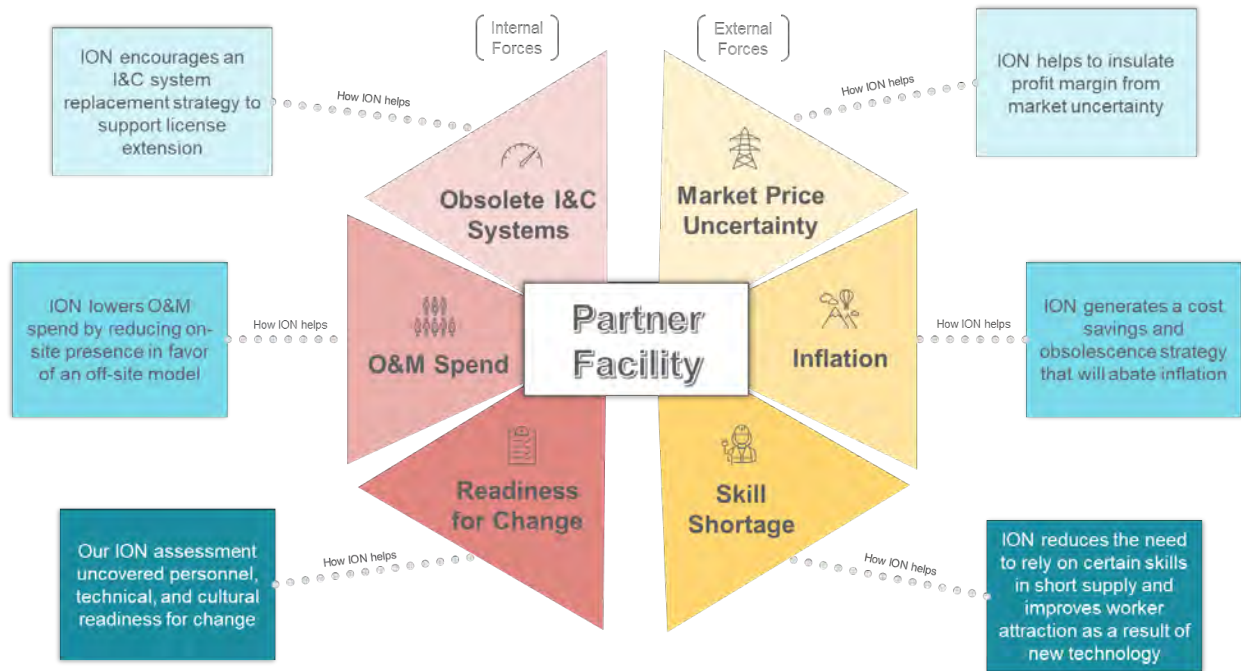 Internal
Forces
External
Forces
ION encourages an
I&C system
replacement strategy to
support license
extension
How ION helps
Obsolete I&C
Systems
Market Price
Uncertainty
How ION helps
ION helps to insulate
profit margin from
market uncertainty
ION lowers O&M
spend by reducing on-
site presence in favor
of an off-site model
How ION helps
O&M Spend
Partner
Facility
Inflation
How ION helps
ION generates a cost
savings and
obsolescence strategy
that will abate inflation
Our ION assessment
uncovered personnel,
technical, and cultural
readiness for change
How ION helps
Readiness
for Change
Skill
Shortage
How ION helps
ION reduces the need
to rely on certain skills
in short supply and
improves worker
attraction as a result of
new technology